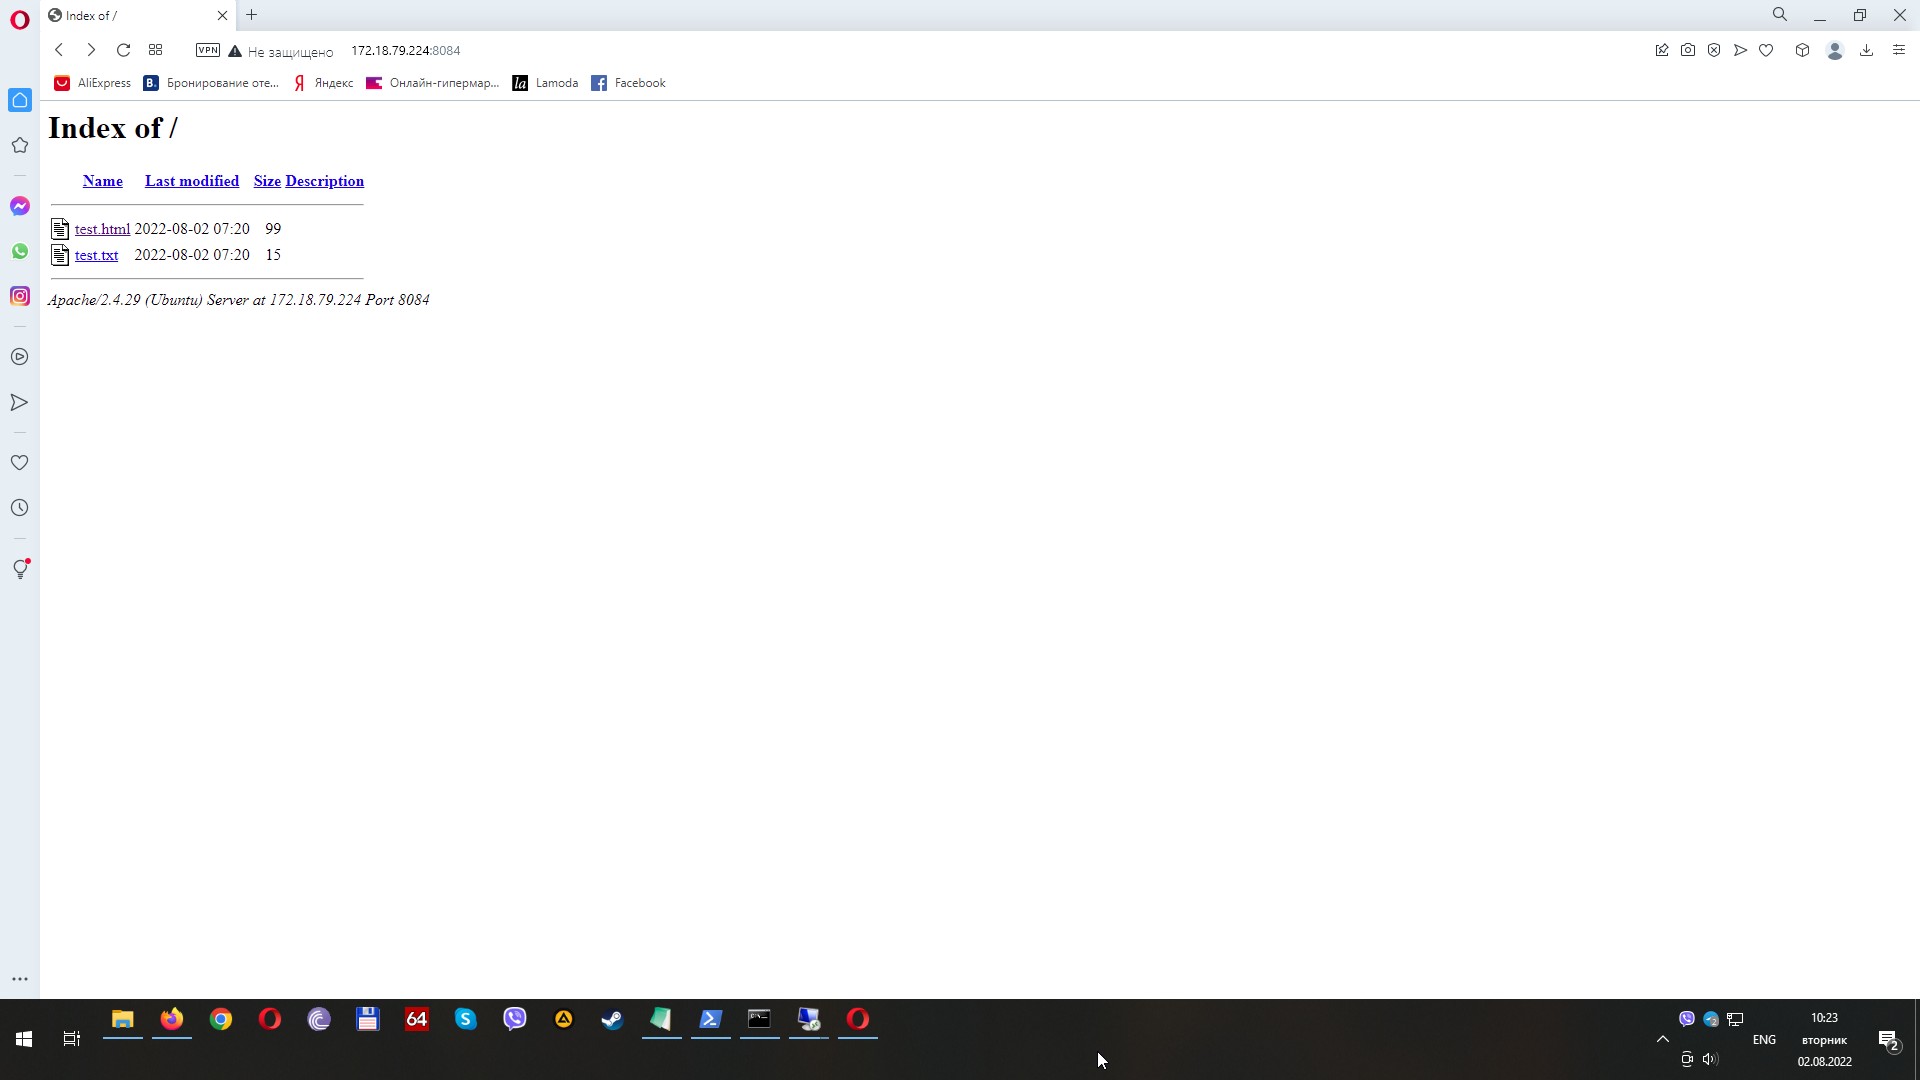 Index of /
VPN Не защищено 172.18.79.224:8084
AliExpress B. Бронирование оте... Я Яндекс Онлайн-гипермар... la Lamoda Facebook
Index of /
Name Last modified Size Description
test.html 2022-08-02 07:20 99
test.txt 2022-08-02 07:20 15
Apache/2.4.29 (Ubuntu) Server at 172.18.79.224 Port 8084
64
2
10:23
ENG вторник
2
02.08.2022